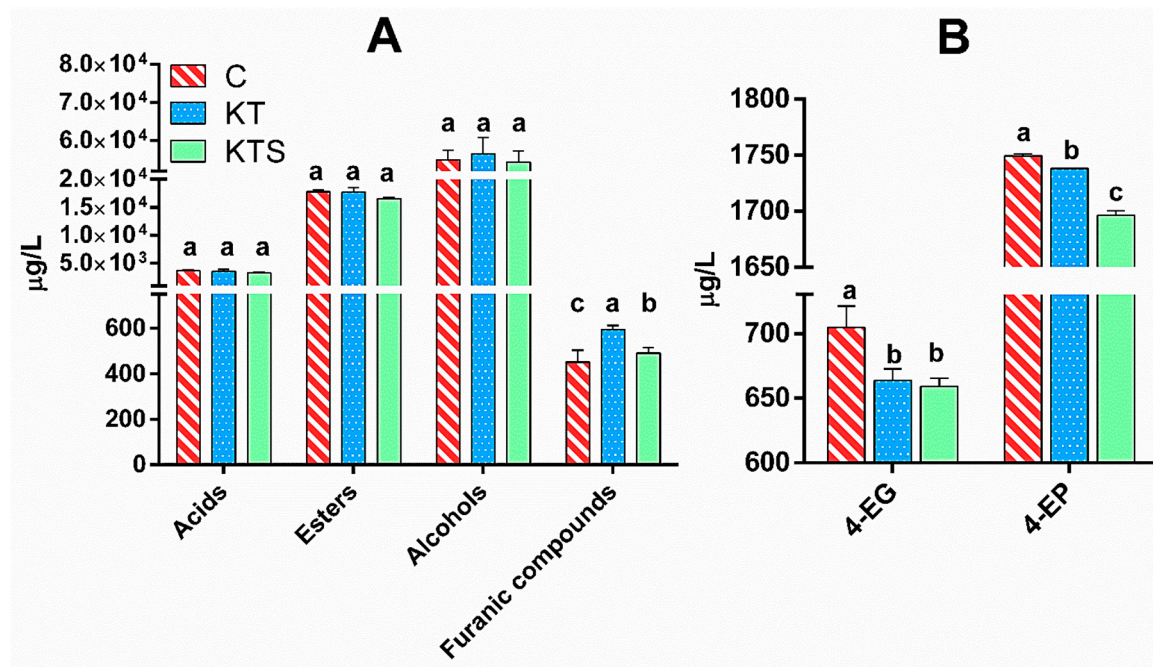 A
μg/L
8.0×10⁴
7.0×10⁴
6.0×10⁴
2.0×10⁴
1.5×10⁴
1.0×10⁴
5.0×10³
600
400
200
0
C
KT
KTS
a a a
a a a
a a a
c a b
Acids
Esters
Alcohols
Furanic compounds
B
μg/L
1800
1750
1700
1650
700
650
600
a b b
a b c
4-EG
4-EP